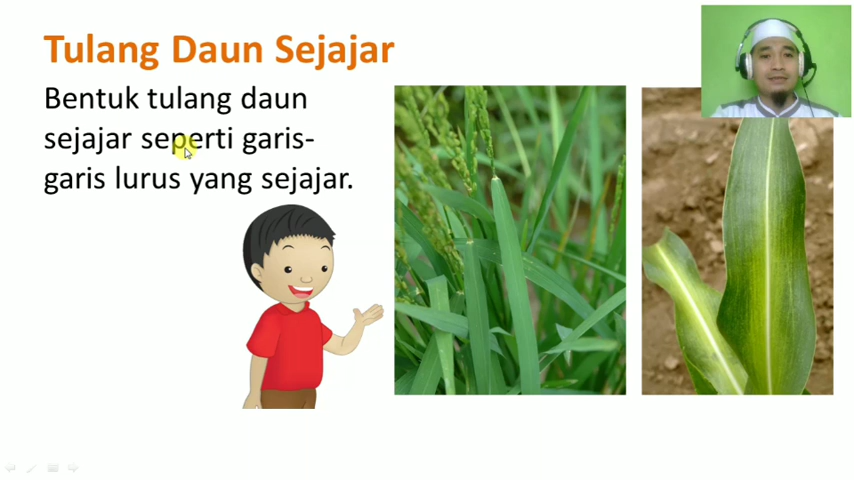 Tulang Daun Sejajar
Bentuk tulang daun
sejajar seperti garis-
garis lurus yang sejajar.